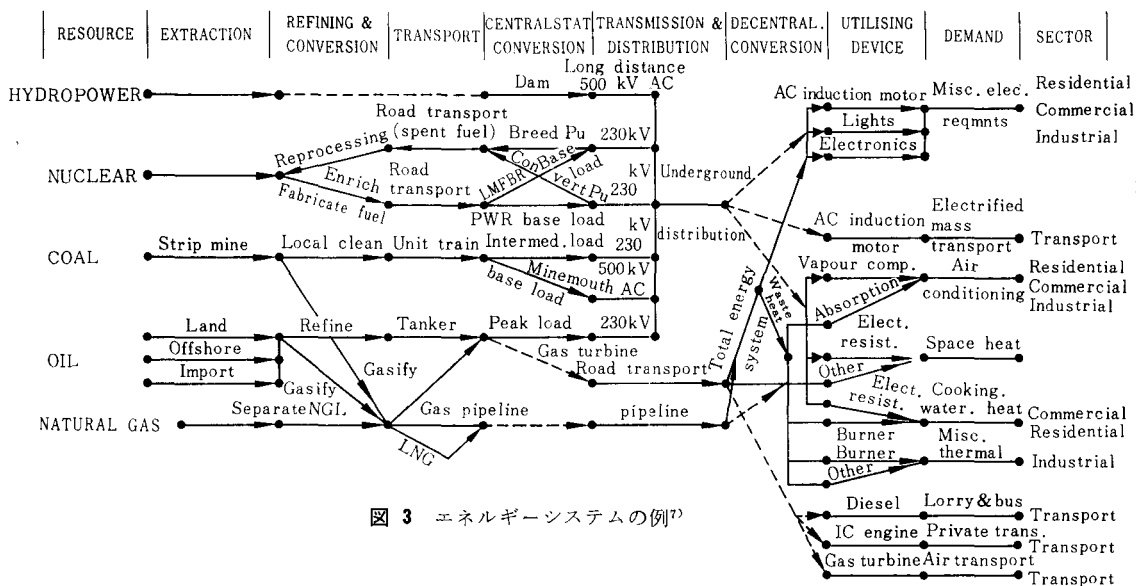 RESOURCE EXTRACTION REFINING & CONVERSION TRANSPORT CENTRALSTAT CONVERSION TRANSMISSION & DISTRIBUTION DECENTRAL. CONVERSION UTILISING DEVICE DEMAND SECTOR
Long distance
HYDROPOWER Dam 500 kV AC AC induction motor Misc. elec. reqmnts Residential
Commercial
Industrial
Lights
Electronics
Road transport
(spent fuel)
Reprocessing
Breed Pu
230kV
NUCLEAR
Enrich
Fabricate fuel
Road
transport
LMFBR
Base
load
Con
vert Pu
kV
230
PWR base load
kV
Underground
distribution
AC induction
motor
Electrified
mass
transport
Transport
COAL
Strip mine
Local clean
Unit train
Intermed. load
230
500kV
Minemouth
base load
AC
Vapour comp.
Absorption
Air
conditioning
Residential
Commercial
Industrial
Waste
heat
Total energy
system
OIL
Land
Offshore
Import
Refine
Tanker
Peak load
230kV
Gas turbine
Road transport
Gasify
Gasify
Elect.
resist.
Other
Space heat
NATURAL GAS
SeparateNGL
Gas pipeline
pipeline
LNG
Elect.
resist.
Burner
Cooking.
water. heat
Commercial
Residential
Burner
Other
Misc.
thermal
Industrial
Diesel
Lorry & bus
Transport
IC engine
Private trans.
Transport
Gas turbine
Air transport
Transport
図 3 エネルギーシステムの例7)